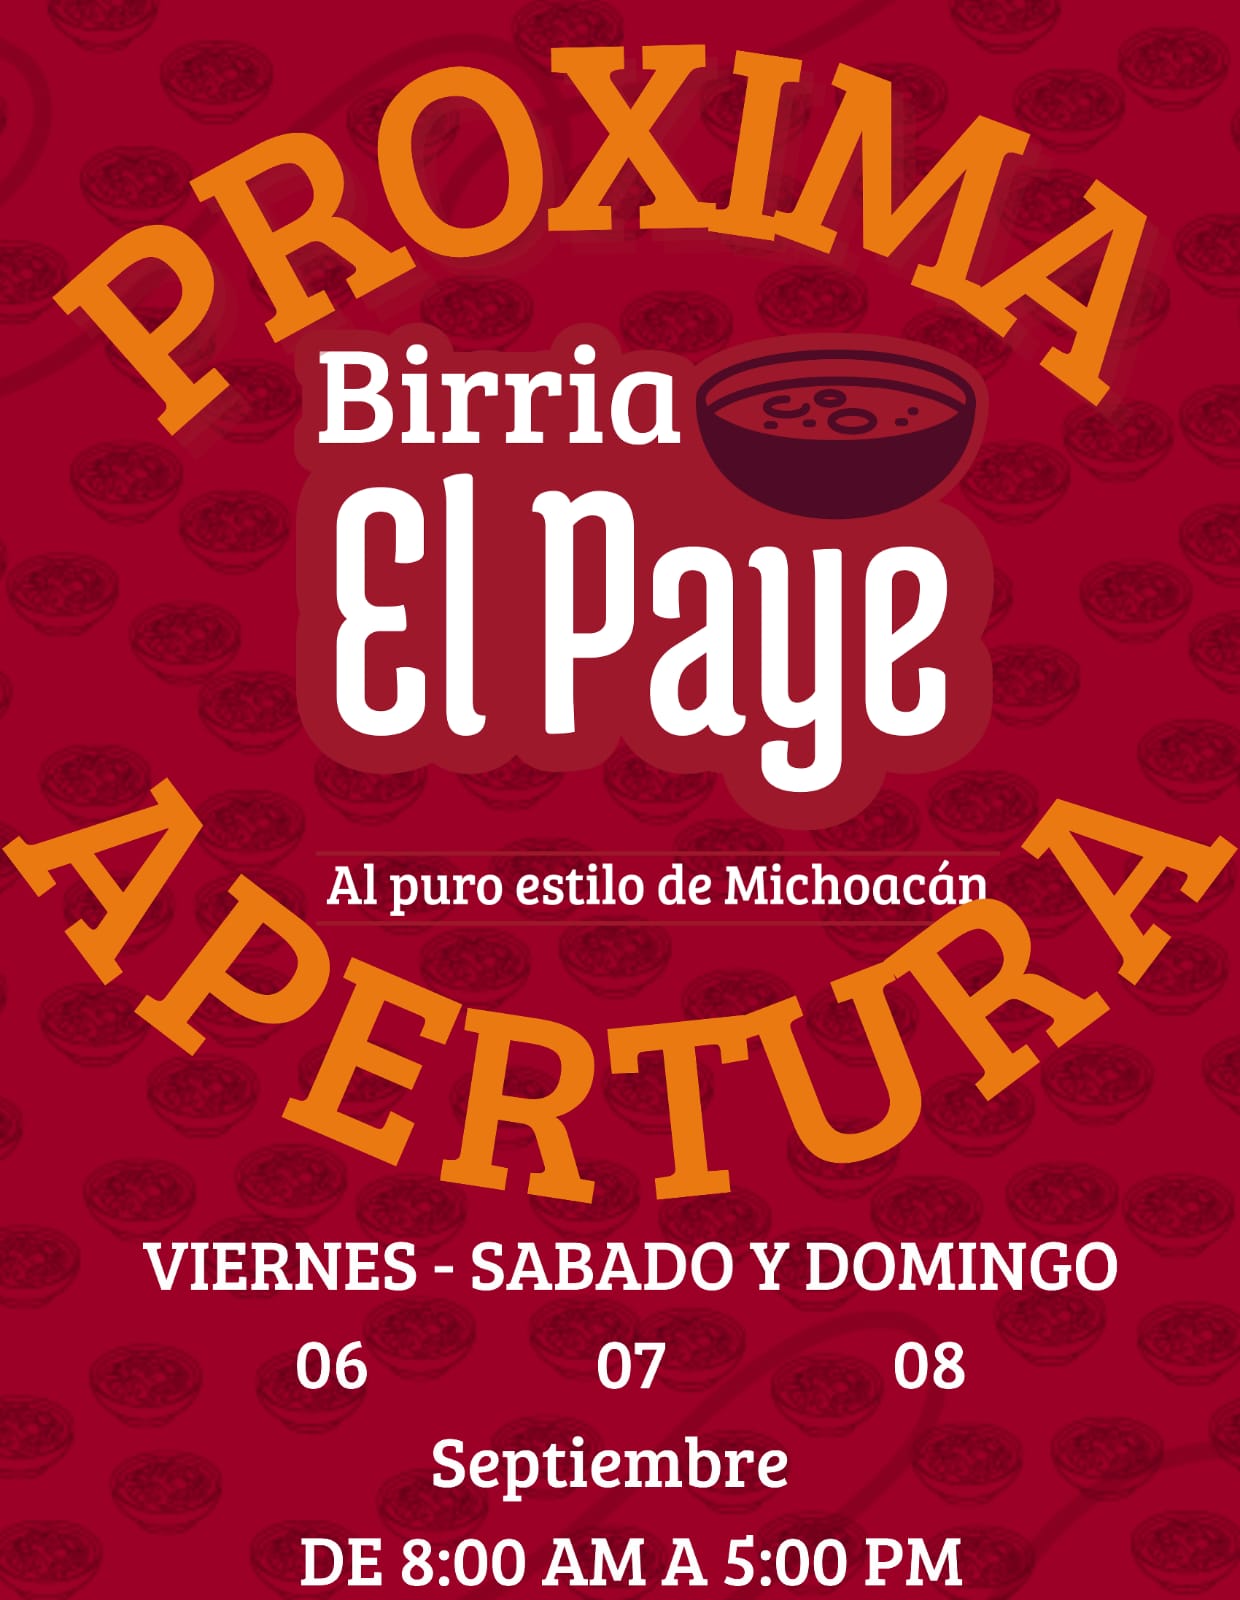 PROXIMA
Birria
El Paye
Al puro estilo de Michoacán
APERTURA
VIERNES - SABADO Y DOMINGO
06 07 08
Septiembre
DE 8:00 AM A 5:00 PM